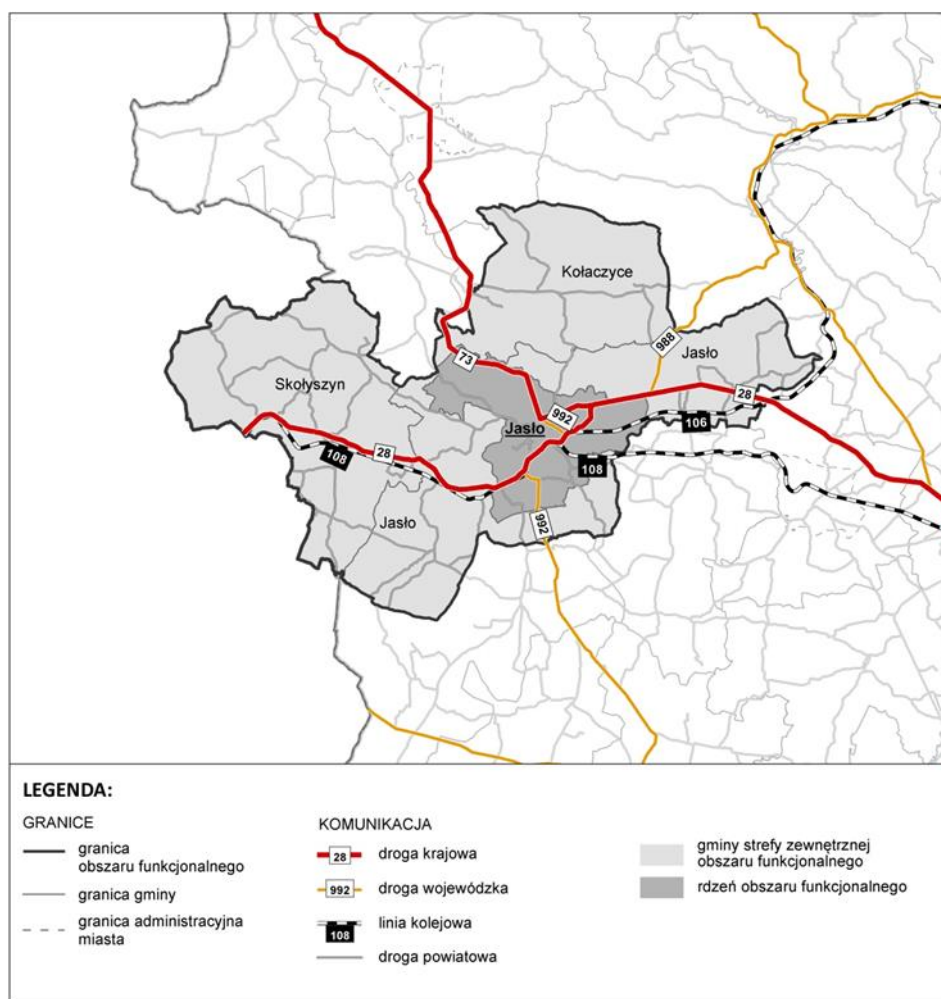 Kołaczyce
988
Jasło
73
Skołyszyn
28
992
Jasło
106
28
108
108
Jasło
992
LEGENDA:
GRANICE
granica
obszaru funkcjonalnego
granica gminy
granica administracyjna
miasta
KOMUNIKACJA
28 droga krajowa
992 droga wojewódzka
linia kolejowa
108
droga powiatowa
gminy strefy zewnętrznej
obszaru funkcjonalnego
rdzeń obszaru funkcjonalnego